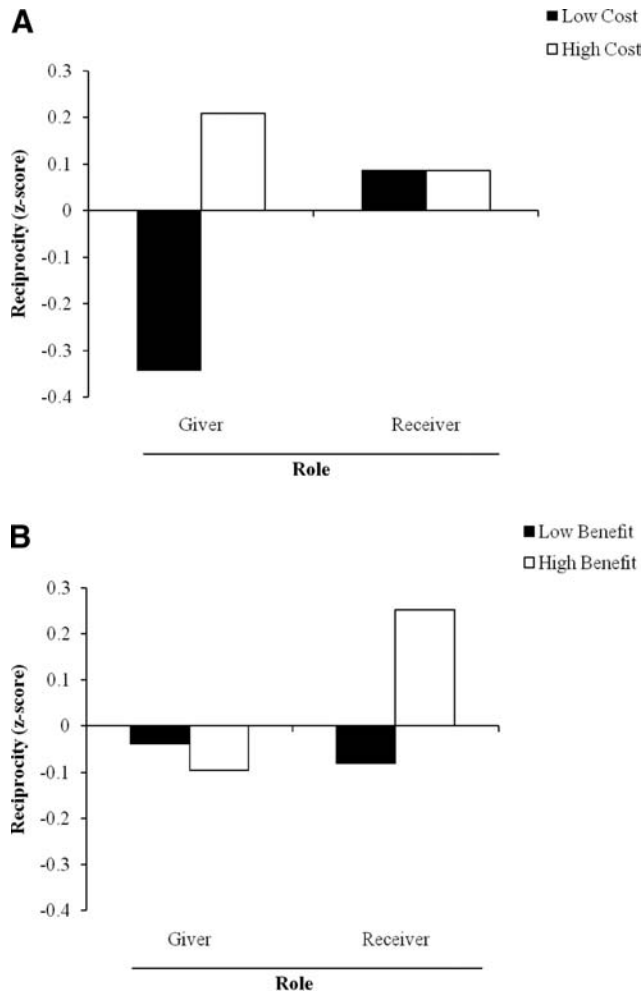 A
Low Cost
High Cost
0.3
0.2
0.1
0
-0.1
-0.2
-0.3
-0.4
Reciprocity (z-score)
Giver Receiver
Role
B
Low Benefit
High Benefit
0.3
0.2
0.1
0
-0.1
-0.2
-0.3
-0.4
Reciprocity (z-score)
Giver Receiver
Role